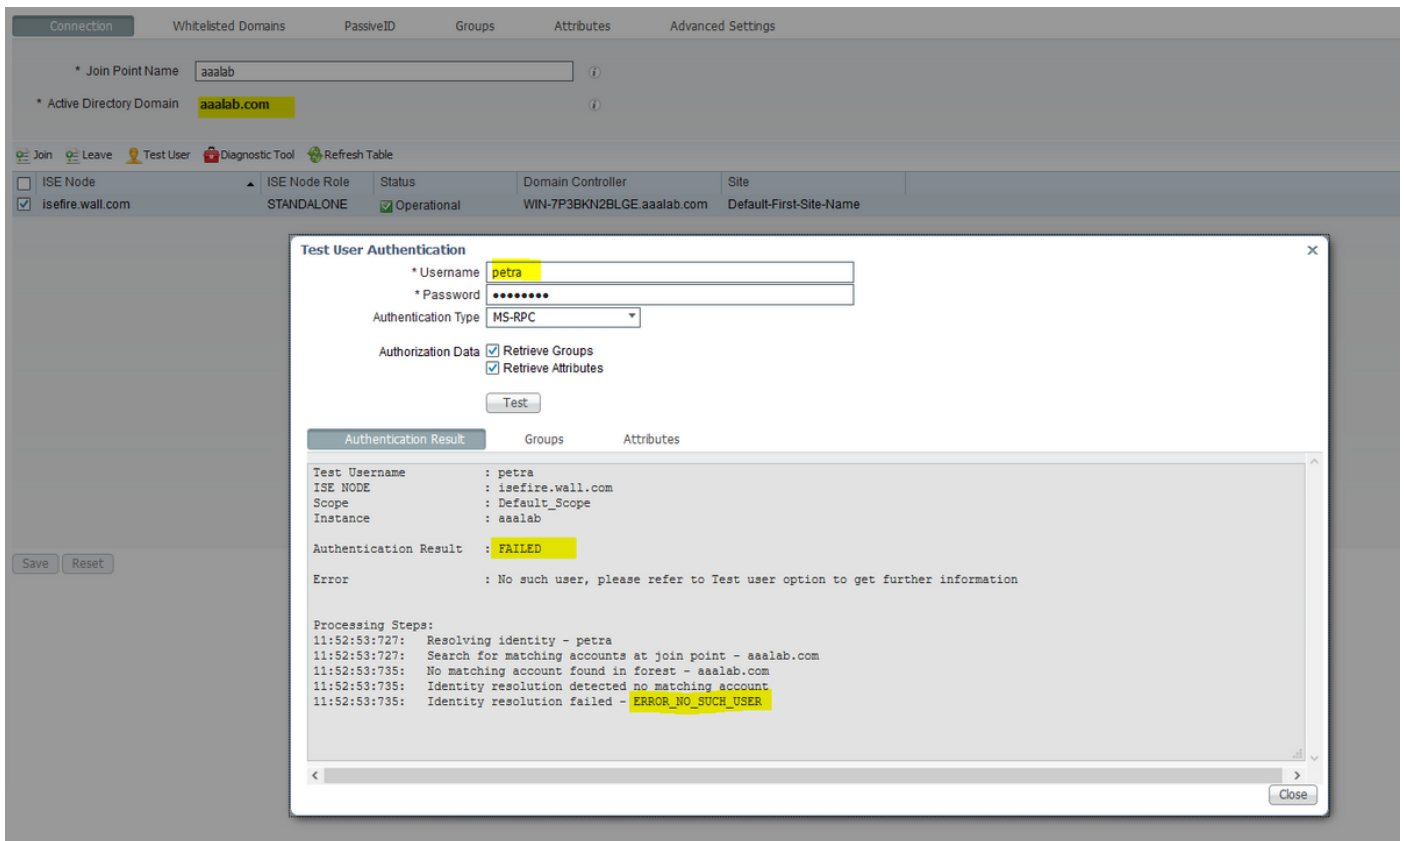 Connection Whitelisted Domains PassiveID Groups Attributes Advanced Settings
* Join Point Name aaalab
* Active Directory Domain aaalab.com
Join Leave Test User Diagnostic Tool Refresh Table
ISE Node ISE Node Role Status Domain Controller Site
isefire.wall.com STANDALONE Operational WIN-7P3BKN2BLGE.aaalab.com Default-First-Site-Name
Test User Authentication
* Username petra
* Password ••••••••
Authentication Type MS-RPC
Authorization Data Retrieve Groups
Retrieve Attributes
Test
Authentication Result Groups Attributes
Test Username : petra
ISE NODE : isefire.wall.com
Scope : Default_Scope
Instance : aaalab
Authentication Result : FAILED
Error : No such user, please refer to Test user option to get further information
Processing Steps:
11:52:53:727: Resolving identity - petra
11:52:53:727: Search for matching accounts at join point - aaalab.com
11:52:53:735: No matching account found in forest - aaalab.com
11:52:53:735: Identity resolution detected no matching account
11:52:53:735: Identity resolution failed - ERROR_NO_SUCH_USER
Close
Save Reset